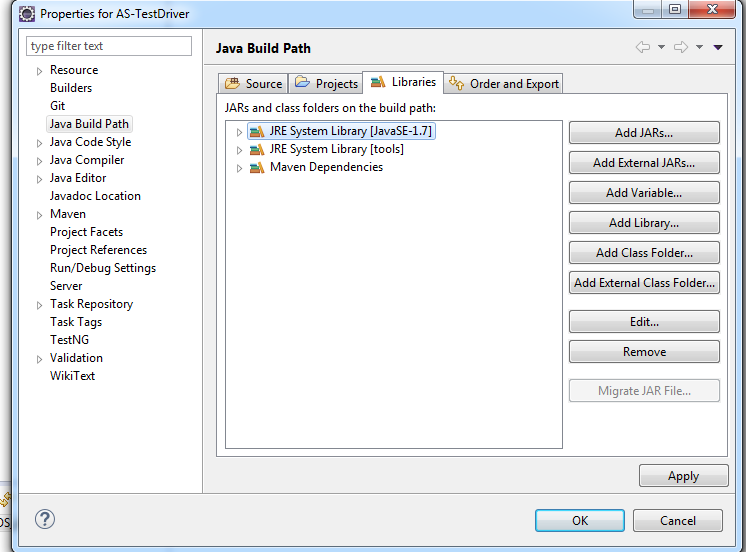 Properties for AS-TestDriver
type filter text
Resource
Builders
Git
Java Build Path
Java Code Style
Java Compiler
Java Editor
Javadoc Location
Maven
Project Facets
Project References
Run/Debug Settings
Server
Task Repository
Task Tags
TestNG
Validation
WikiText
Java Build Path
Source Projects Libraries Order and Export
JARs and class folders on the build path:
JRE System Library [JavaSE-1.7]
JRE System Library [tools]
Maven Dependencies
Add JARs...
Add External JARs...
Add Variable...
Add Library...
Add Class Folder...
Add External Class Folder...
Edit...
Remove
Migrate JAR File...
Apply
OK Cancel